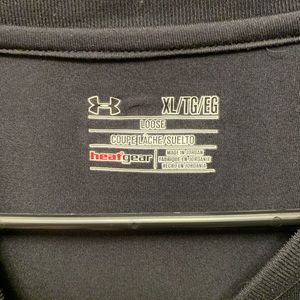 XL/TG/EG
LOOSE
COUPE LÂCHE/SUELTO
heatgear
MADE IN JORDAN
FABRIQUÉ EN JORDANIE
HECHO EN JORDANIA